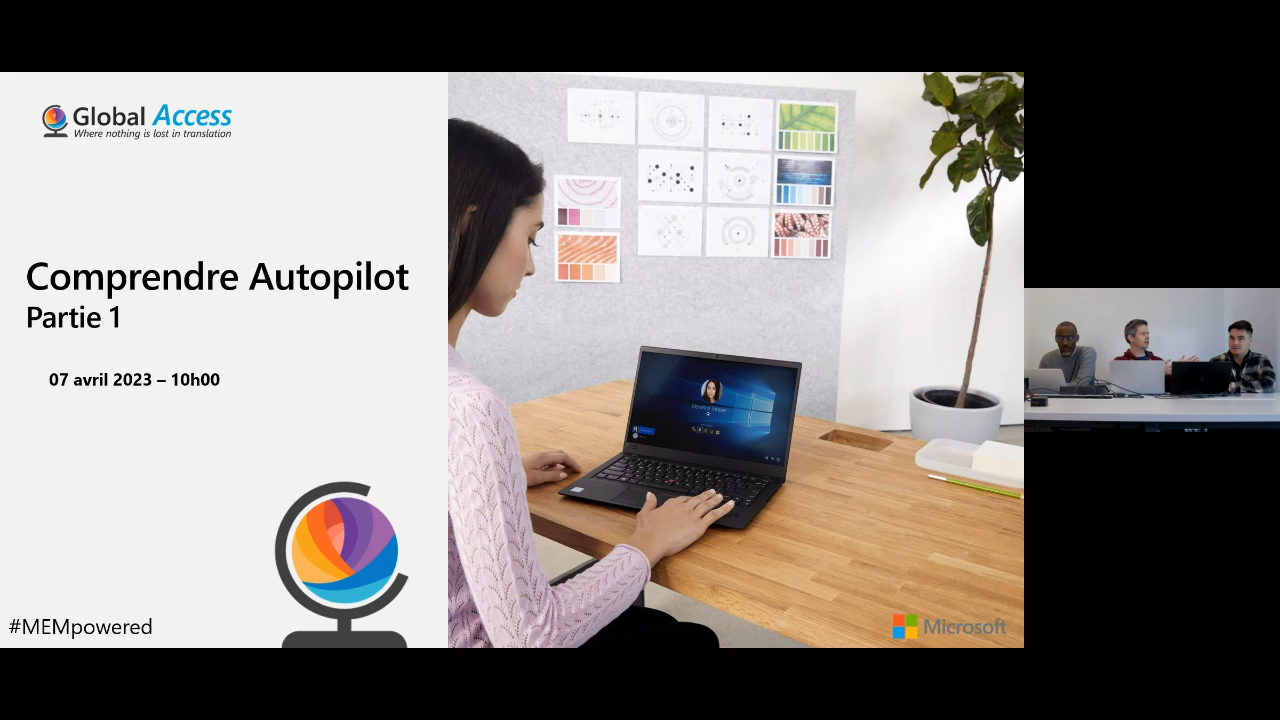 Global Access
Where nothing is lost in translation
Comprendre Autopilot
Partie 1
07 avril 2023 – 10h00
#MEMpowered
Microsoft